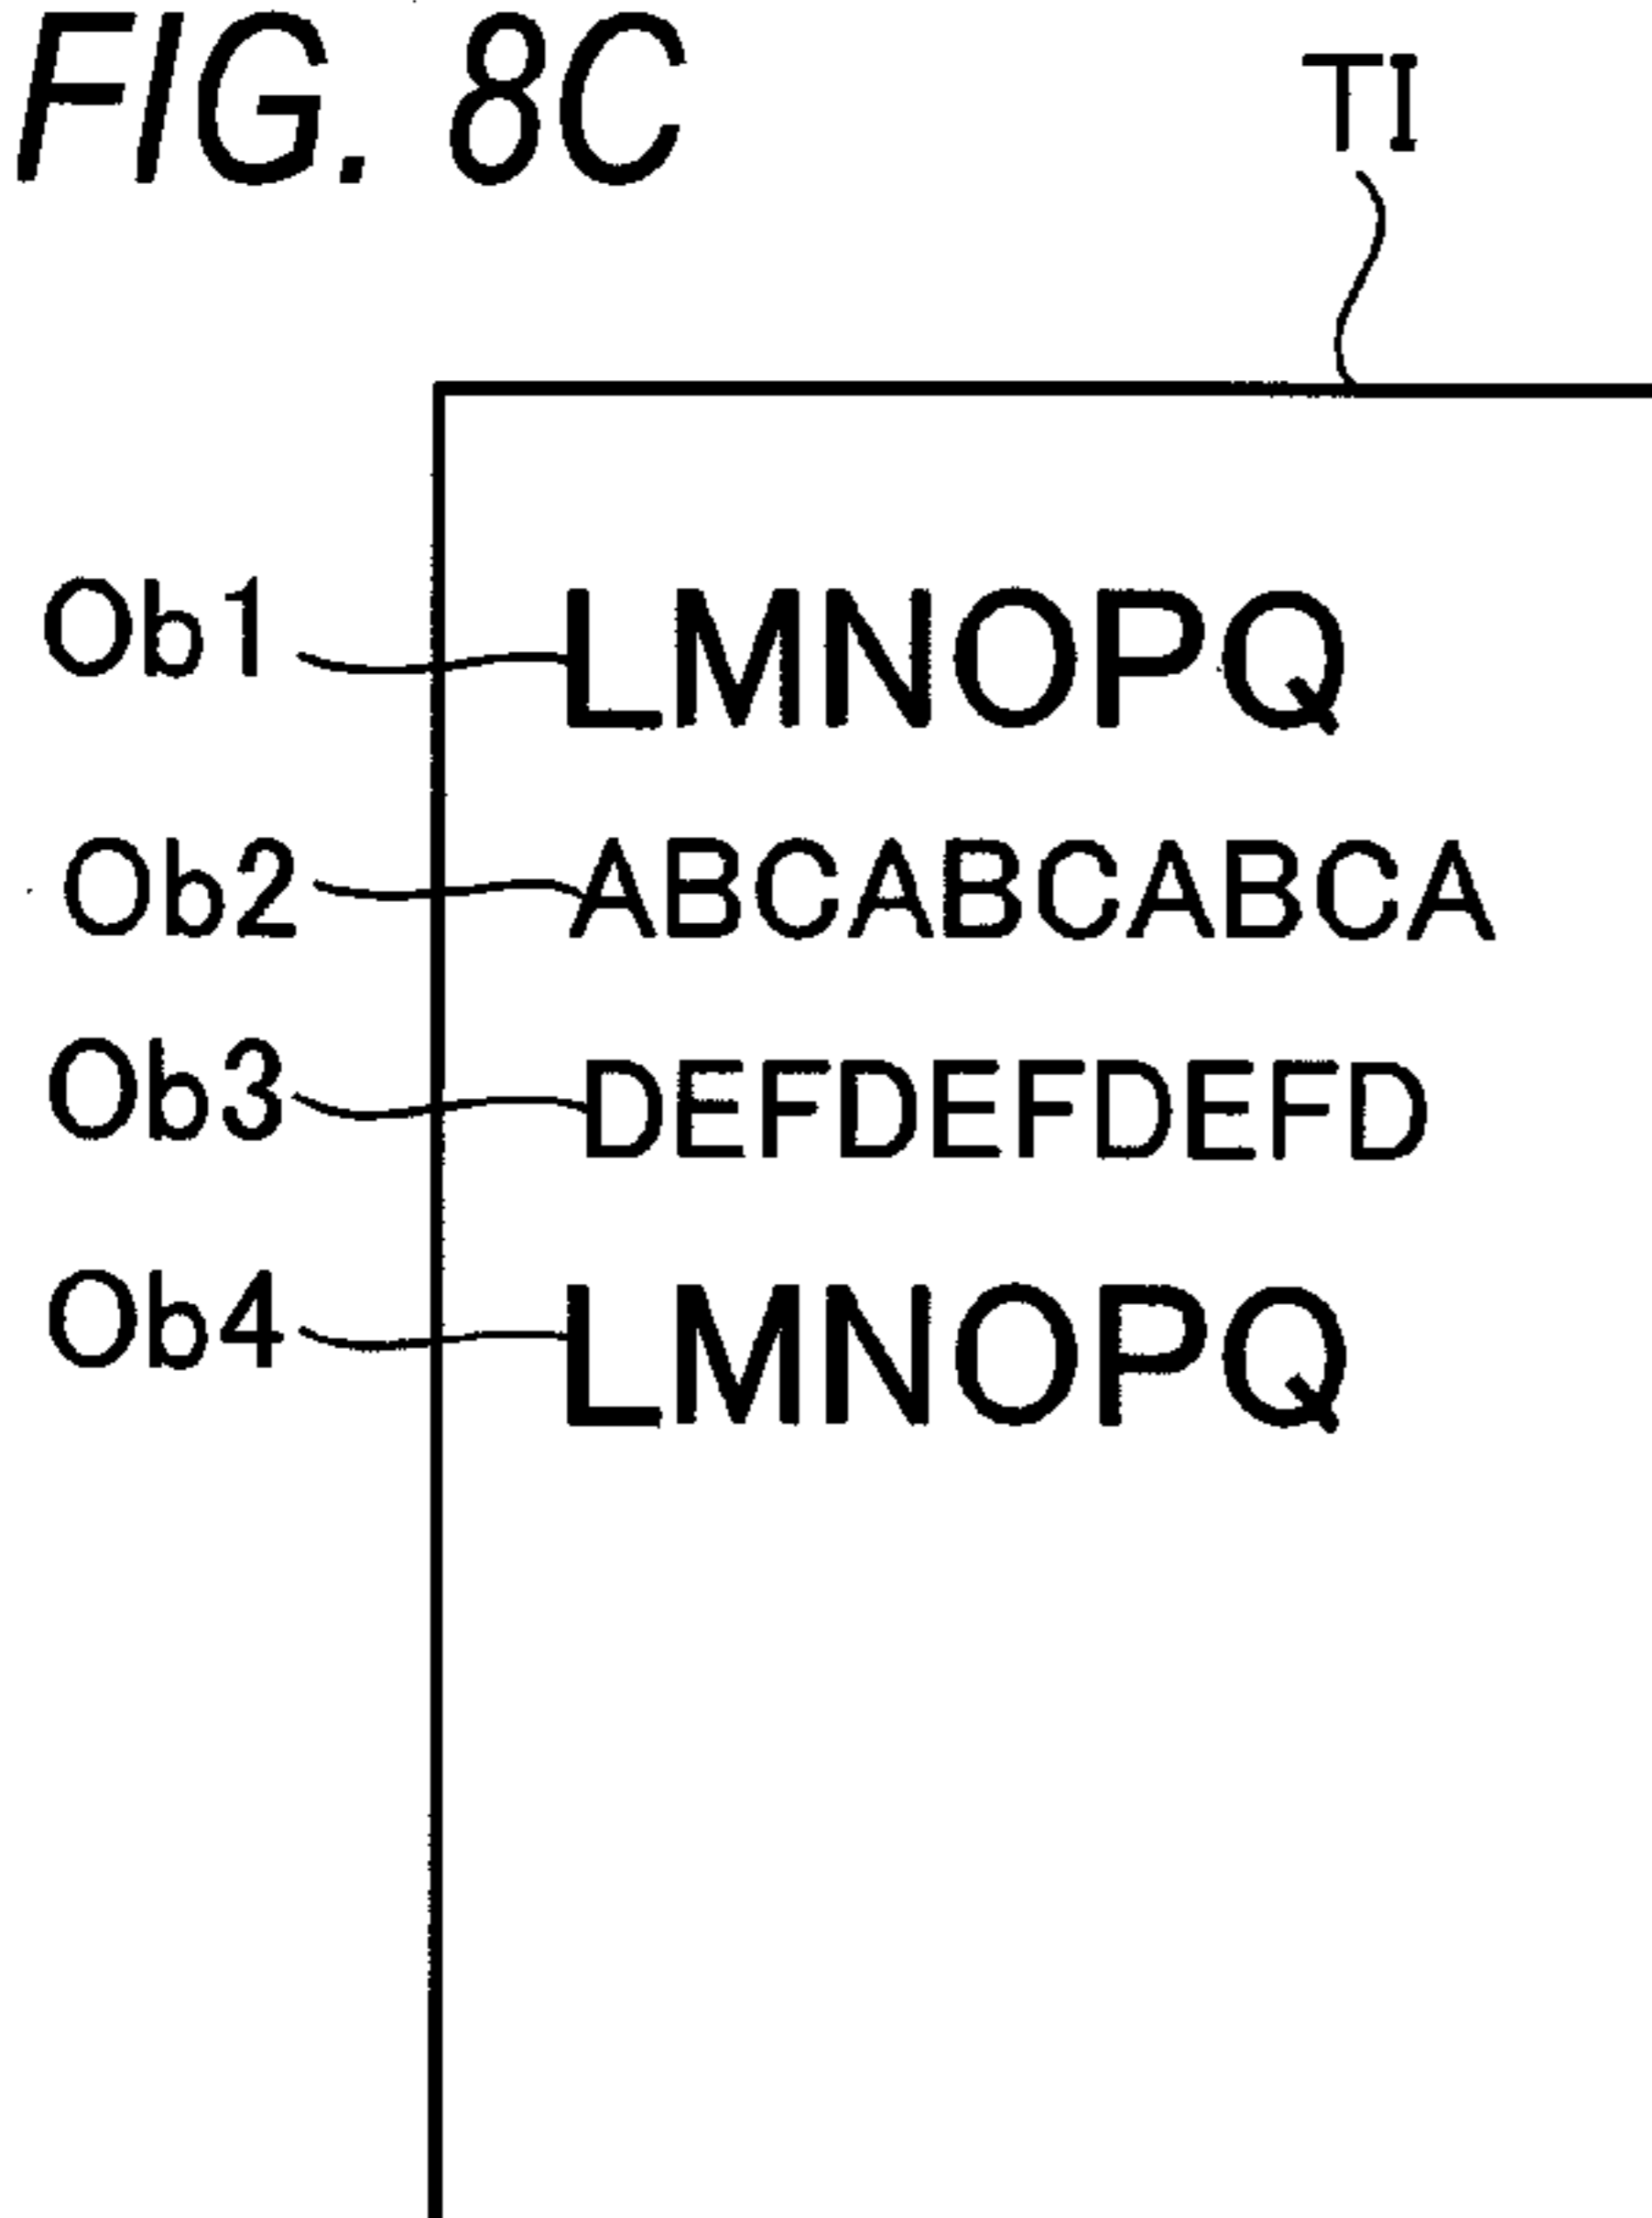 FIG. 8C
TI
Ob1 LMNOPQ
Ob2 ABCABCABCA
Ob3 DEFDEFDEFD
Ob4 LMNOPQ